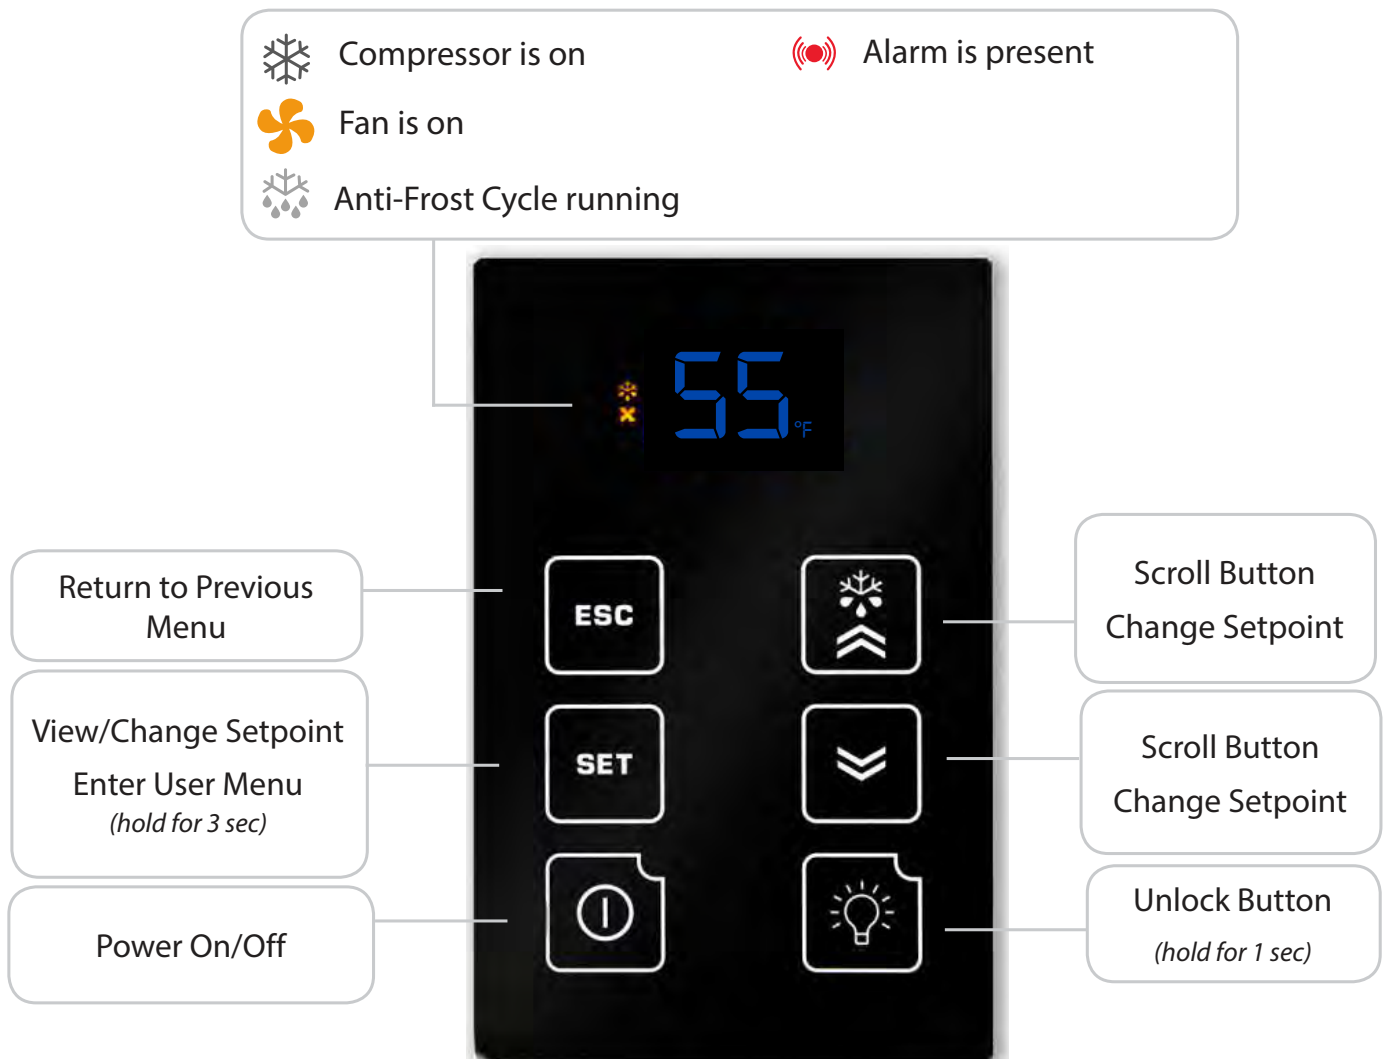 Compressor is on
Alarm is present
Fan is on
Anti-Frost Cycle running
55 °F
Return to Previous
Menu
ESC
Scroll Button
Change Setpoint
View/Change Setpoint
Enter User Menu
(hold for 3 sec)
SET
Scroll Button
Change Setpoint
Power On/Off
Unlock Button
(hold for 1 sec)